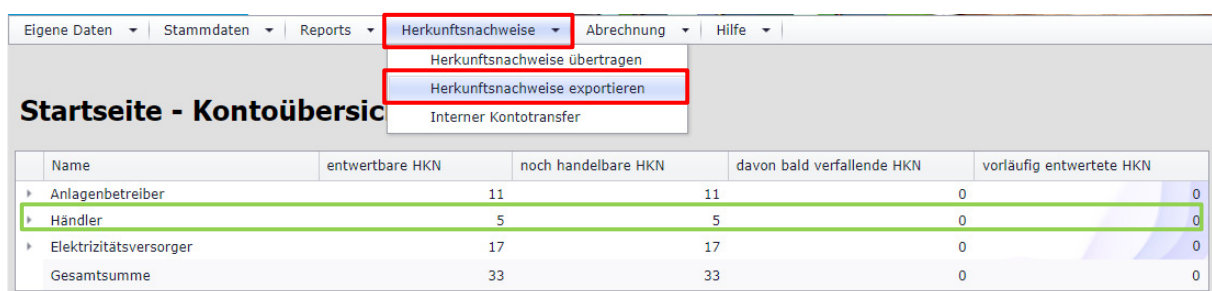 Eigene Daten Stammdaten Reports Herkunftsnachweise Abrechnung Hilfe
Herkunftsnachweise übertragen
Herkunftsnachweise exportieren
Interner Kontotransfer
Startseite - Kontoübersic
Name entwertbare HKN noch handelbare HKN davon bald verfallende HKN vorläufig entwertete HKN
Anlagenbetreiber 11 11 0 0
Händler 5 5 0 0
Elektrizitätsversorger 17 17 0 0
Gesamtsumme 33 33 0 0